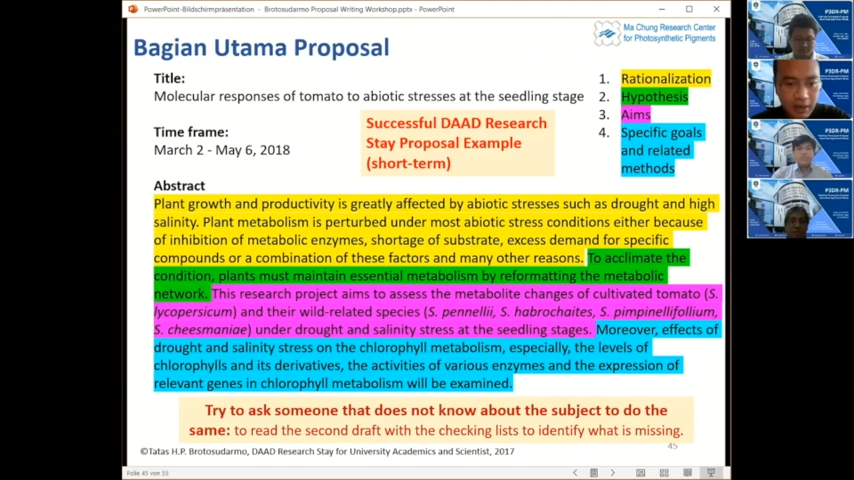 PowerPoint-Bildschirmpräsentation - Brotosudarmo Proposal Writing Workshop.pptx - PowerPoint
Bagian Utama Proposal
Ma Chung Research Center
for Photosynthetic Pigments
Title:
Molecular responses of tomato to abiotic stresses at the seedling stage
Time frame:
March 2 - May 6, 2018
Successful DAAD Research
Stay Proposal Example
(short-term)
1. Rationalization
2. Hypothesis
3. Aims
4. Specific goals
and related
methods
Abstract
Plant growth and productivity is greatly affected by abiotic stresses such as drought and high
salinity. Plant metabolism is perturbed under most abiotic stress conditions either because
of inhibition of metabolic enzymes, shortage of substrate, excess demand for specific
compounds or a combination of these factors and many other reasons. To acclimate the
condition, plants must maintain essential metabolism by reformatting the metabolic
network. This research project aims to assess the metabolite changes of cultivated tomato (S.
lycopersicum) and their wild-related species (S. pennellii, S. habrochaites, S. pimpinellifollium,
S. cheesmaniae) under drought and salinity stress at the seedling stages. Moreover, effects of
drought and salinity stress on the chlorophyll metabolism, especially, the levels of
chlorophylls and its derivatives, the activities of various enzymes and the expression of
relevant genes in chlorophyll metabolism will be examined.
Try to ask someone that does not know about the subject to do the
same: to read the second draft with the checking lists to identify what is missing.
45
©Tatas H.P. Brotosudarmo, DAAD Research Stay for University Academics and Scientist, 2017
Folie 45 von 55
P3DR-PM
P3DR-PM
P3DR-PM
P3DR-PM